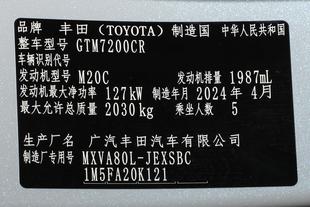 品牌 丰田（TOYOTA）制造国 中华人民共和国
整车型号 GTM7200CR
车辆识别代号
发动机型号 M20C 发动机排量 1987mL
发动机最大净功率 127kW 制造年月 2024年4月
最大允许总质量 2030kg 乘坐人数 5
生产厂名 广汽丰田汽车有限公司
制造厂专用号 MXVA80L-JEXSBC
1M5FA20K121